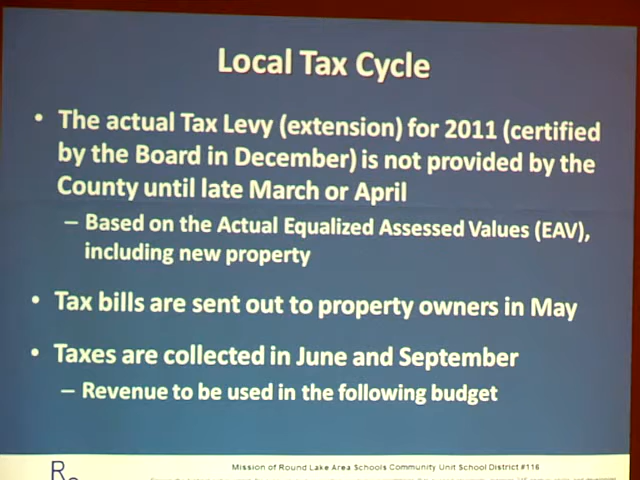 Local Tax Cycle
• The actual Tax Levy (extension) for 2011 (certified
by the Board in December) is not provided by the
County until late March or April
– Based on the Actual Equalized Assessed Values (EAV),
including new property
• Tax bills are sent out to property owners in May
• Taxes are collected in June and September
– Revenue to be used in the following budget
Mission of Round Lake Area Schools Community Unit School District #116
R